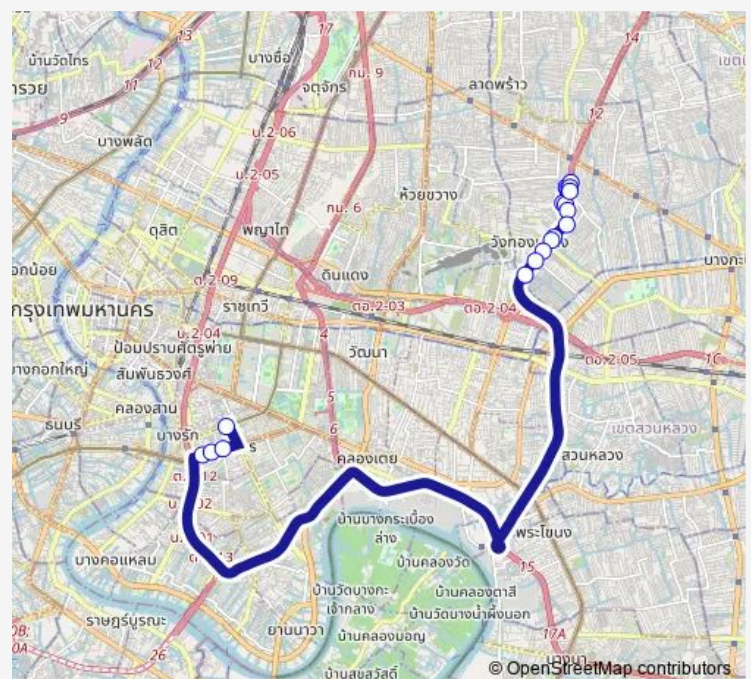 บ้านวัดไทร
13
12
11
9
17
บางซื่อ
จตุจักร
กม. 9
14
ลาดพร้าว
12
รวย
บางพลัด
น.2-06
น.2-05
ห้วยขวาง
กม. 6
ดุสิต
พญาไท
วังทอง
บางกะ
อกน้อย
ดินแดง
ท.2-09
กรุงเทพมหานคร
ราชเทวี
ตอ.2-03
ตอ.2-04
น.2-04
4
ป้อมปราบศัตรูพ่าย
วัฒนา
ตอ.2-05
1C
บางกอกใหญ่
สัมพันธวงศ์
คลองสาน
5
6
ธนบุรี
บางรัก
ร
เขตสวนหลวง
คลองเตย
สวนหลวง
บ้านบางกระเบื้อง
ล่าง
พระโขนง
บางคอแหลม
บ้านคลองวัด
15
บ้านวัดบางกะ
เจ้ากลาง
บ้านคลองตาสี
บ้านวัดบางน้ำผึ้งนอก
ราษฎร์บูรณะ
ยานนาวา
บ้านคลองมอญ
17A
26
บางนา
บ้านสุขสวัสดิ์
© OpenStreetMap contributors